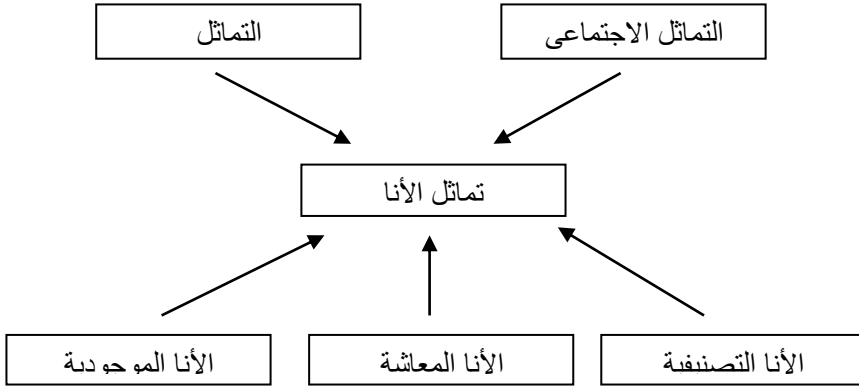 التماثل الاجتماعى
التماثل
تماثل الأنا
الأنا التصنيفية
الأنا المعاشة
الأنا الموجودية